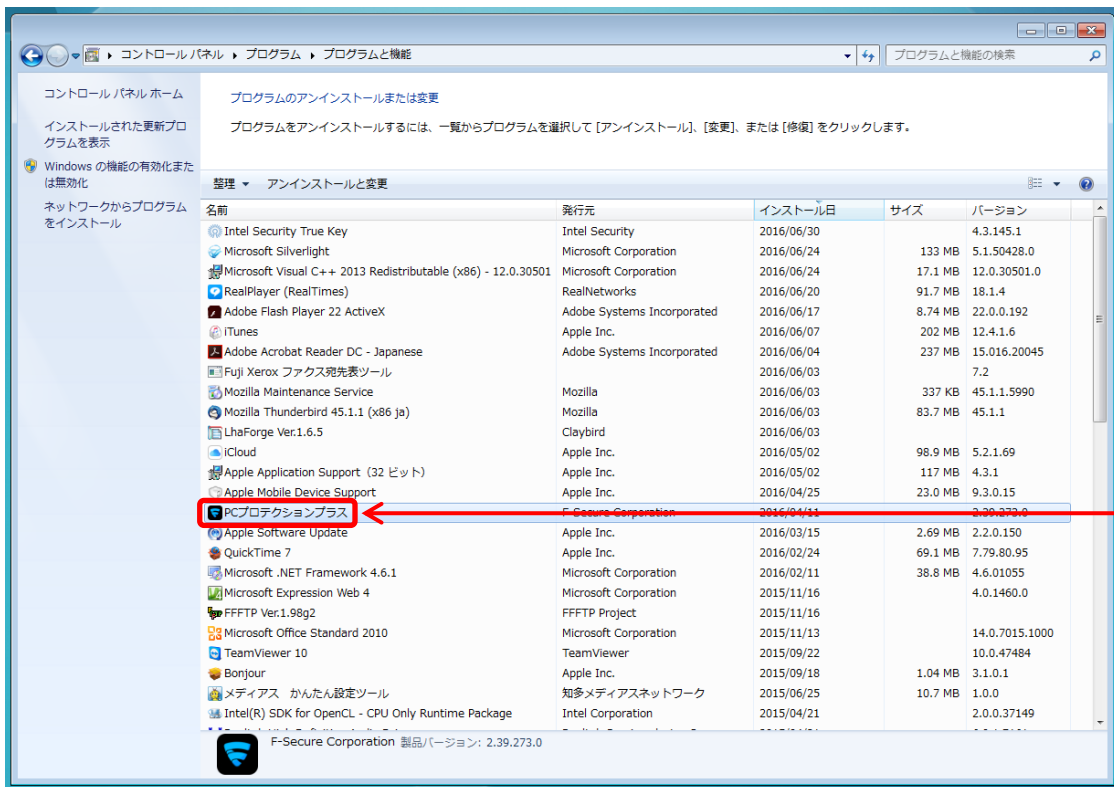 コントロール パネル プログラム プログラムと機能
プログラムと機能の検索
コントロール パネル ホーム
インストールされた更新プロ
グラムを表示
Windows の機能の有効化また
は無効化
ネットワークからプログラム
をインストール
プログラムのアンインストールまたは変更
プログラムをアンインストールするには、一覧からプログラムを選択して [アンインストール]、[変更]、または [修復] をクリックします。
整理 アンインストールと変更
名前 発行元 インストール日 サイズ バージョン
Intel Security True Key Intel Security 2016/06/30 4.3.145.1
Microsoft Silverlight Microsoft Corporation 2016/06/24 133 MB 5.1.50428.0
Microsoft Visual C++ 2013 Redistributable (x86) - 12.0.30501 Microsoft Corporation 2016/06/24 17.1 MB 12.0.30501.0
RealPlayer (RealTimes) RealNetworks 2016/06/20 91.7 MB 18.1.4
Adobe Flash Player 22 ActiveX Adobe Systems Incorporated 2016/06/17 8.74 MB 22.0.0.192
iTunes Apple Inc. 2016/06/07 202 MB 12.4.1.6
Adobe Acrobat Reader DC - Japanese Adobe Systems Incorporated 2016/06/04 237 MB 15.016.20045
Fuji Xerox ファクス宛先表ツール 2016/06/03 7.2
Mozilla Maintenance Service Mozilla 2016/06/03 337 KB 45.1.1.5990
Mozilla Thunderbird 45.1.1 (x86 ja) Mozilla 2016/06/03 83.7 MB 45.1.1
LhaForge Ver.1.6.5 Claybird 2016/06/03
iCloud Apple Inc. 2016/05/02 98.9 MB 5.2.1.69
Apple Application Support（32 ビット） Apple Inc. 2016/05/02 117 MB 4.3.1
Apple Mobile Device Support Apple Inc. 2016/04/25 23.0 MB 9.3.0.15
PCプロテクションプラス F-Secure Corporation 2016/04/11 2.39.273.0
Apple Software Update Apple Inc. 2016/03/15 2.69 MB 2.2.0.150
QuickTime 7 Apple Inc. 2016/02/24 69.1 MB 7.79.80.95
Microsoft .NET Framework 4.6.1 Microsoft Corporation 2016/02/11 38.8 MB 4.6.01055
Microsoft Expression Web 4 Microsoft Corporation 2015/11/16 4.0.1460.0
FFFTP Ver.1.98g2 FFFTP Project 2015/11/16
Microsoft Office Standard 2010 Microsoft Corporation 2015/11/13 14.0.7015.1000
TeamViewer 10 TeamViewer 2015/09/22 10.0.47484
Bonjour Apple Inc. 2015/09/18 1.04 MB 3.1.0.1
メディアス かんたん設定ツール 知多メディアスネットワーク 2015/06/25 10.7 MB 1.0.0
Intel(R) SDK for OpenCL - CPU Only Runtime Package Intel Corporation 2015/04/21 2.0.0.37149
F-Secure Corporation 製品バージョン: 2.39.273.0